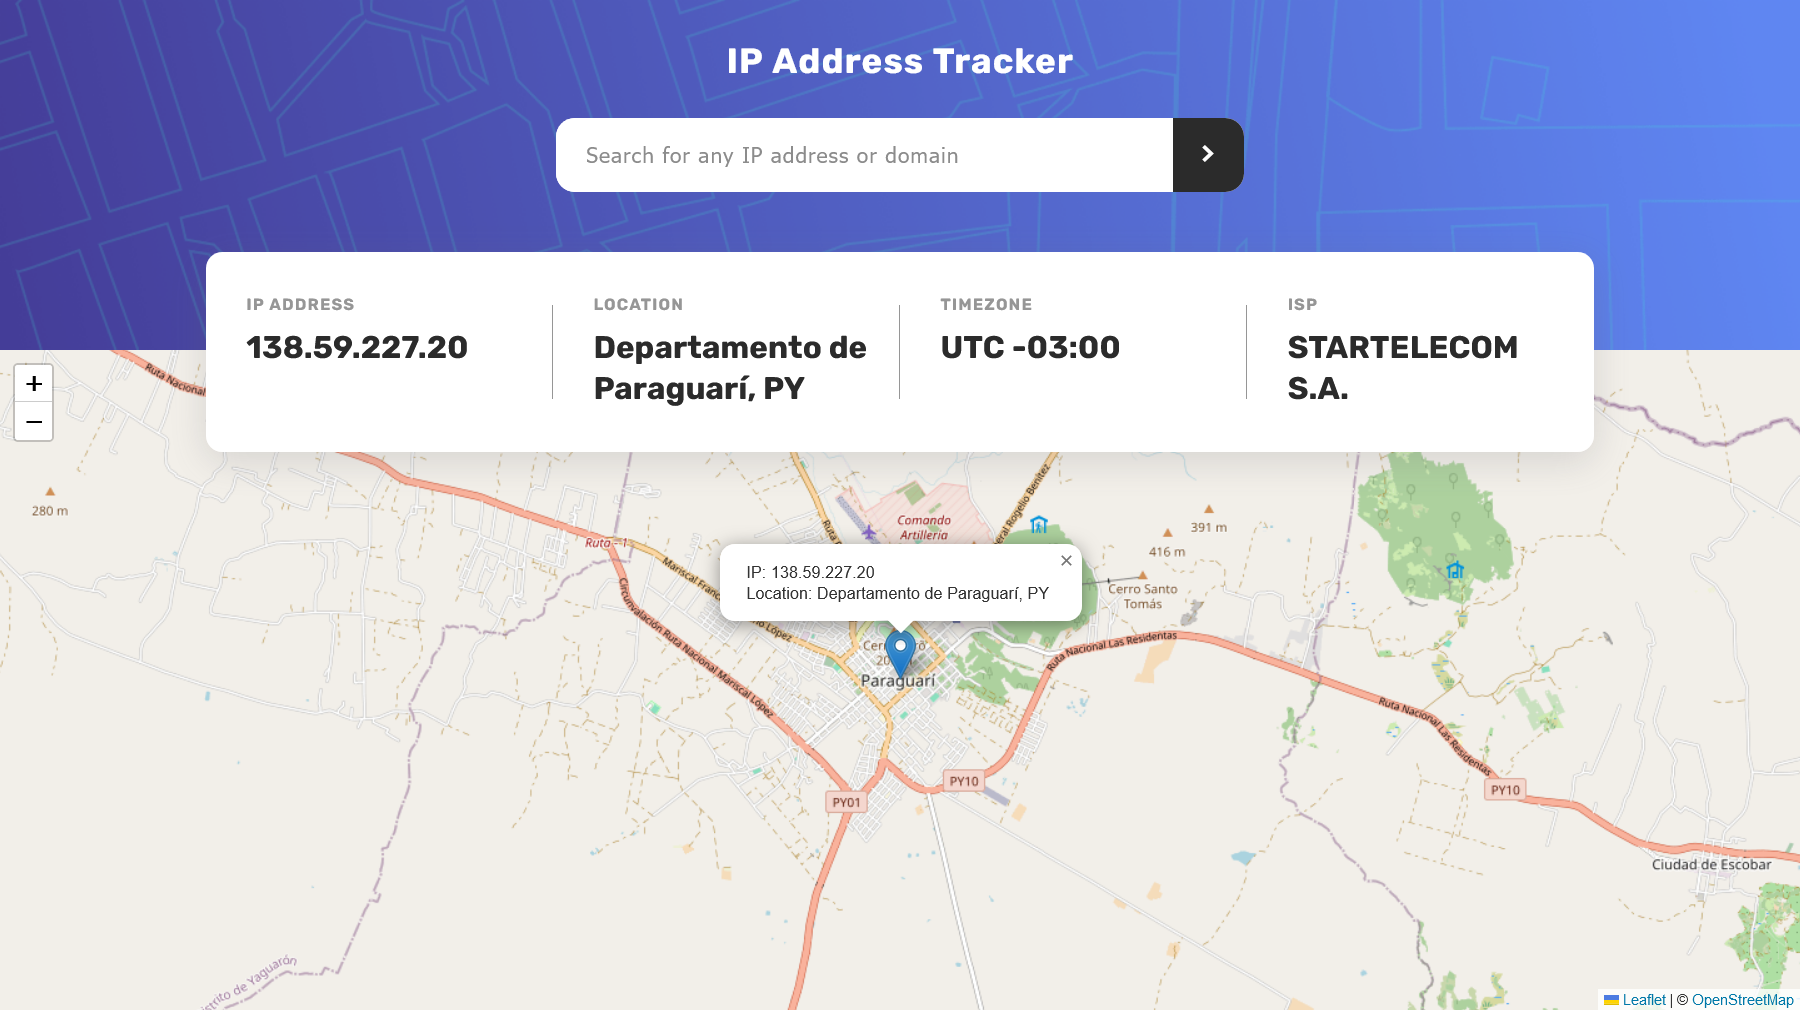 IP Address Tracker
Search for any IP address or domain
IP ADDRESS
138.59.227.20
LOCATION
Departamento de
Paraguarí, PY
TIMEZONE
UTC -03:00
ISP
STARTELECOM
S.A.
+
−
Ruta Nacional
280 m
Comando
Artillería
391 m
416 m
Ruta
Mariscal
López
Cerro Santo
Tomás
IP: 138.59.227.20
Location: Departamento de Paraguarí, PY
×
Circunvalación Ruta Nacional Mariscal López
Ruta Nacional Las Residentas
Paraguarí
Ruta Nacional Las Residentas
PY10
PY01
PY10
Ciudad de Escobar
Yaguarón
Leaflet | © OpenStreetMap